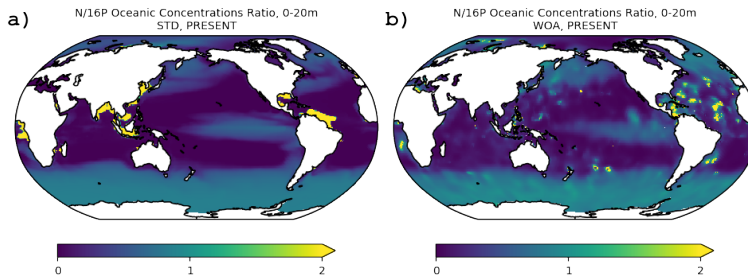 a)
N/16P Oceanic Concentrations Ratio, 0-20m
STD, PRESENT
0
1
2
b)
N/16P Oceanic Concentrations Ratio, 0-20m
WOA, PRESENT
0
1
2